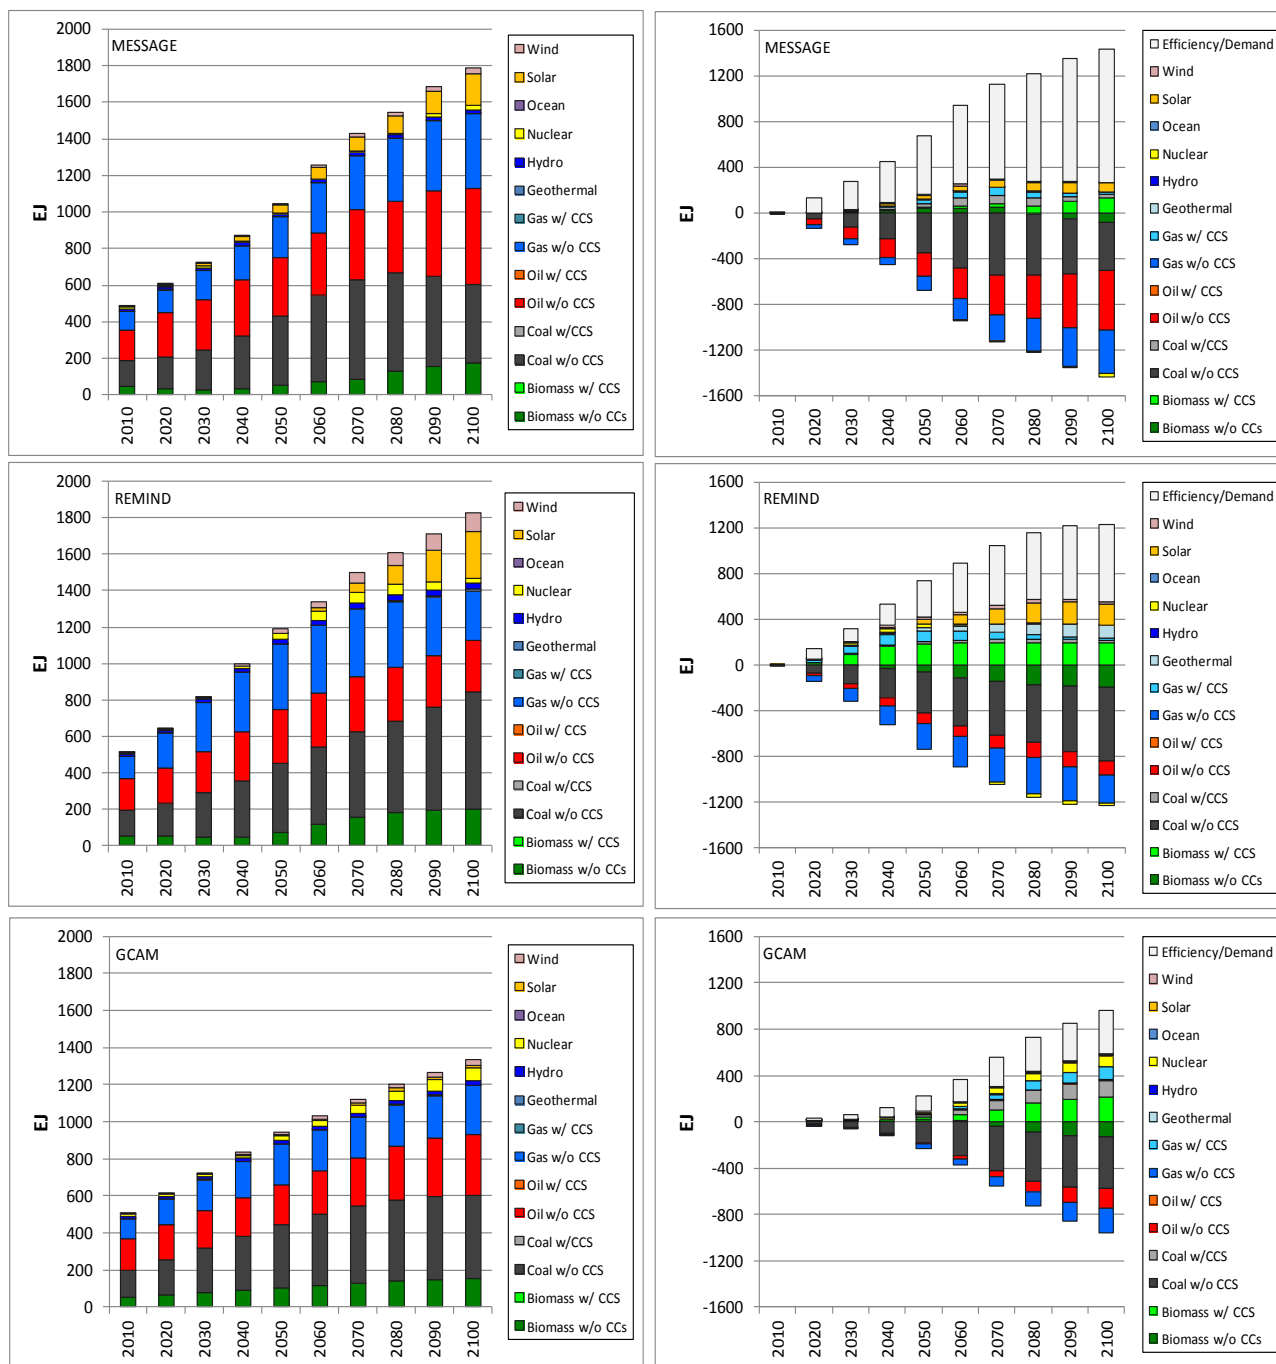 MESSAGE
EJ
2000
1800
1600
1400
1200
1000
800
600
400
200
0
2010
2020
2030
2040
2050
2060
2070
2080
2090
2100
Wind
Solar
Ocean
Nuclear
Hydro
Geothermal
Gas w/ CCS
Gas w/o CCS
Oil w/ CCS
Oil w/o CCS
Coal w/CCS
Coal w/o CCS
Biomass w/ CCS
Biomass w/o CCs
MESSAGE
EJ
1600
1200
800
400
0
-400
-800
-1200
-1600
2010
2020
2030
2040
2050
2060
2070
2080
2090
2100
Efficiency/Demand
Wind
Solar
Ocean
Nuclear
Hydro
Geothermal
Gas w/ CCS
Gas w/o CCS
Oil w/ CCS
Oil w/o CCS
Coal w/CCS
Coal w/o CCS
Biomass w/ CCS
Biomass w/o CCs
REMIND
EJ
2000
1800
1600
1400
1200
1000
800
600
400
200
0
2010
2020
2030
2040
2050
2060
2070
2080
2090
2100
Wind
Solar
Ocean
Nuclear
Hydro
Geothermal
Gas w/ CCS
Gas w/o CCS
Oil w/ CCS
Oil w/o CCS
Coal w/CCS
Coal w/o CCS
Biomass w/ CCS
Biomass w/o CCs
REMIND
EJ
1600
1200
800
400
0
-400
-800
-1200
-1600
2010
2020
2030
2040
2050
2060
2070
2080
2090
2100
Efficiency/Demand
Wind
Solar
Ocean
Nuclear
Hydro
Geothermal
Gas w/ CCS
Gas w/o CCS
Oil w/ CCS
Oil w/o CCS
Coal w/CCS
Coal w/o CCS
Biomass w/ CCS
Biomass w/o CCs
GCAM
EJ
2000
1800
1600
1400
1200
1000
800
600
400
200
0
2010
2020
2030
2040
2050
2060
2070
2080
2090
2100
Wind
Solar
Ocean
Nuclear
Hydro
Geothermal
Gas w/ CCS
Gas w/o CCS
Oil w/ CCS
Oil w/o CCS
Coal w/CCS
Coal w/o CCS
Biomass w/ CCS
Biomass w/o CCs
GCAM
EJ
1600
1200
800
400
0
-400
-800
-1200
-1600
2010
2020
2030
2040
2050
2060
2070
2080
2090
2100
Efficiency/Demand
Wind
Solar
Ocean
Nuclear
Hydro
Geothermal
Gas w/ CCS
Gas w/o CCS
Oil w/ CCS
Oil w/o CCS
Coal w/CCS
Coal w/o CCS
Biomass w/ CCS
Biomass w/o CCs